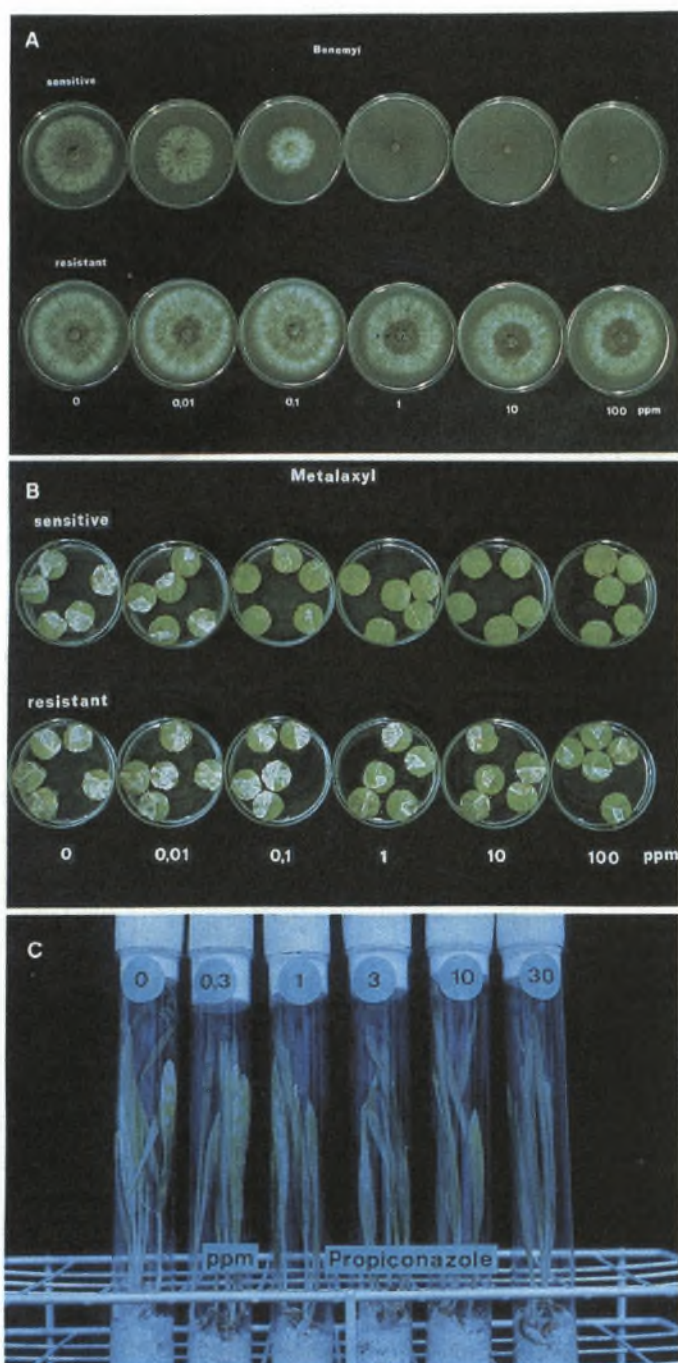 A
Benomyl
sensitive
resistant
0 0,01 0,1 1 10 100 ppm
B
Metalaxyl
sensitive
resistant
0 0,01 0,1 1 10 100 ppm
C
0 0,3 1 3 10 30
ppm Propiconazole